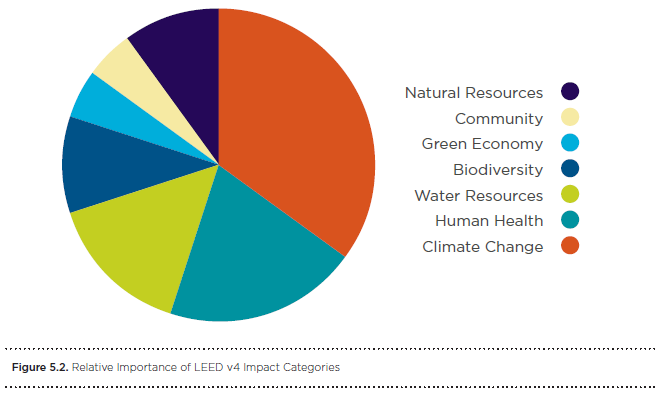 Natural Resources
Community
Green Economy
Biodiversity
Water Resources
Human Health
Climate Change
Figure 5.2. Relative Importance of LEED v4 Impact Categories